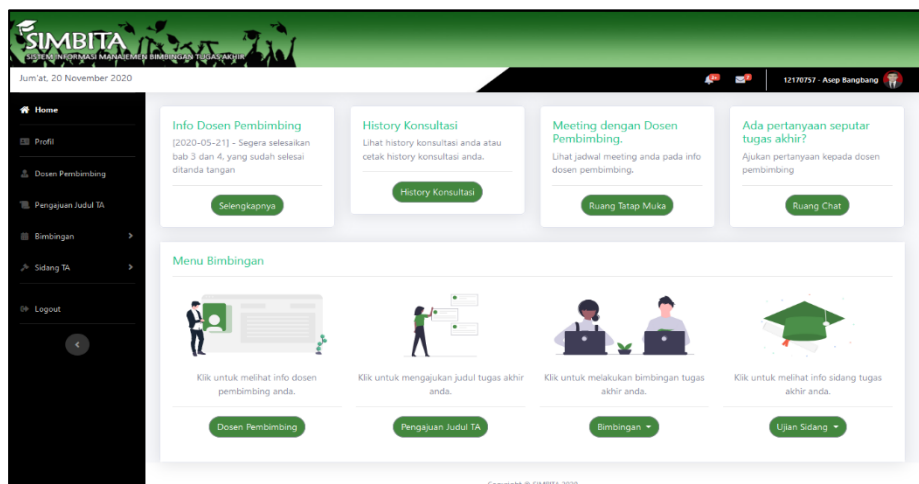 SIMBITA
SISTEM INFORMASI MANAJEMEN BIMBINGAN TUGAS AKHIR
Jum'at, 20 November 2020
12170757 - Asep Bangbang
Home
Profil
Dosen Pembimbing
Pengajuan Judul TA
Bimbingan
Sidang TA
Logout
Info Dosen Pembimbing
[2020-05-21] - Segera selesaikan
bab 3 dan 4, yang sudah selesai
ditanda tangan
Selengkapnya
History Konsultasi
Lihat history konsultasi anda atau
cetak history konsultasi anda.
History Konsultasi
Meeting dengan Dosen
Pembimbing.
Lihat jadwal meeting anda pada info
dosen pembimbing.
Ruang Tatap Muka
Ada pertanyaan seputar
tugas akhir?
Ajukan pertanyaan kepada dosen
pembimbing
Ruang Chat
Menu Bimbingan
Klik untuk melihat info dosen
pembimbing anda.
Dosen Pembimbing
Klik untuk mengajukan judul tugas akhir
anda.
Pengajuan Judul TA
Klik untuk melakukan bimbingan tugas
akhir anda.
Bimbingan
Klik untuk melihat info sidang tugas
akhir anda.
Ujian Sidang
Copyright © SIMBITA 2020